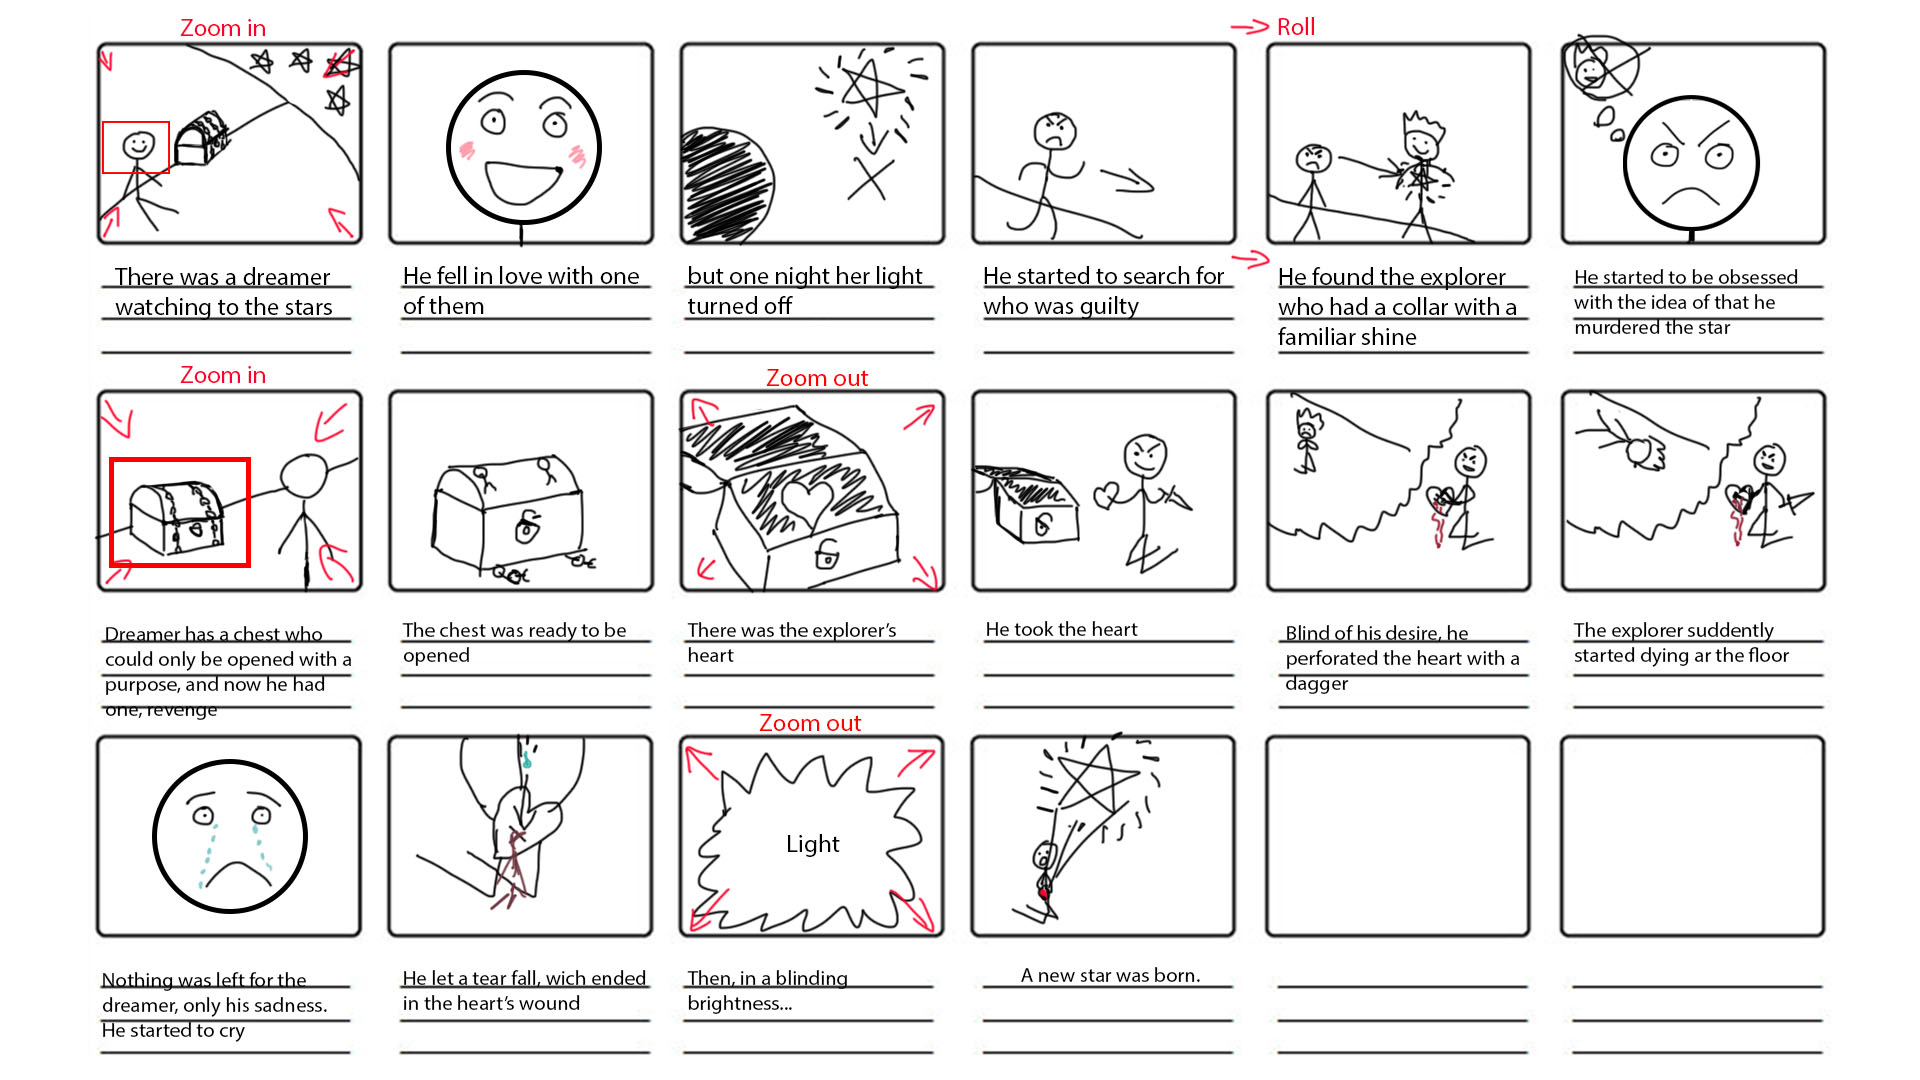 Zoom in
Roll
There was a dreamer
watching to the stars
He fell in love with one
of them
but one night her light
turned off
He started to search for
who was guilty
He found the explorer
who had a collar with a
familiar shine
He started to be obsessed
with the idea of that he
murdered the star
Zoom in
Zoom out
Dreamer has a chest who
could only be opened with a
purpose, and now he had
one, revenge
The chest was ready to be
opened
There was the explorer's
heart
He took the heart
Blind of his desire, he
perforated the heart with a
dagger
The explorer suddently
started dying ar the floor
Zoom out
Light
Nothing was left for the
dreamer, only his sadness.
He started to cry
He let a tear fall, wich ended
in the heart's wound
Then, in a blinding
brightness...
A new star was born.